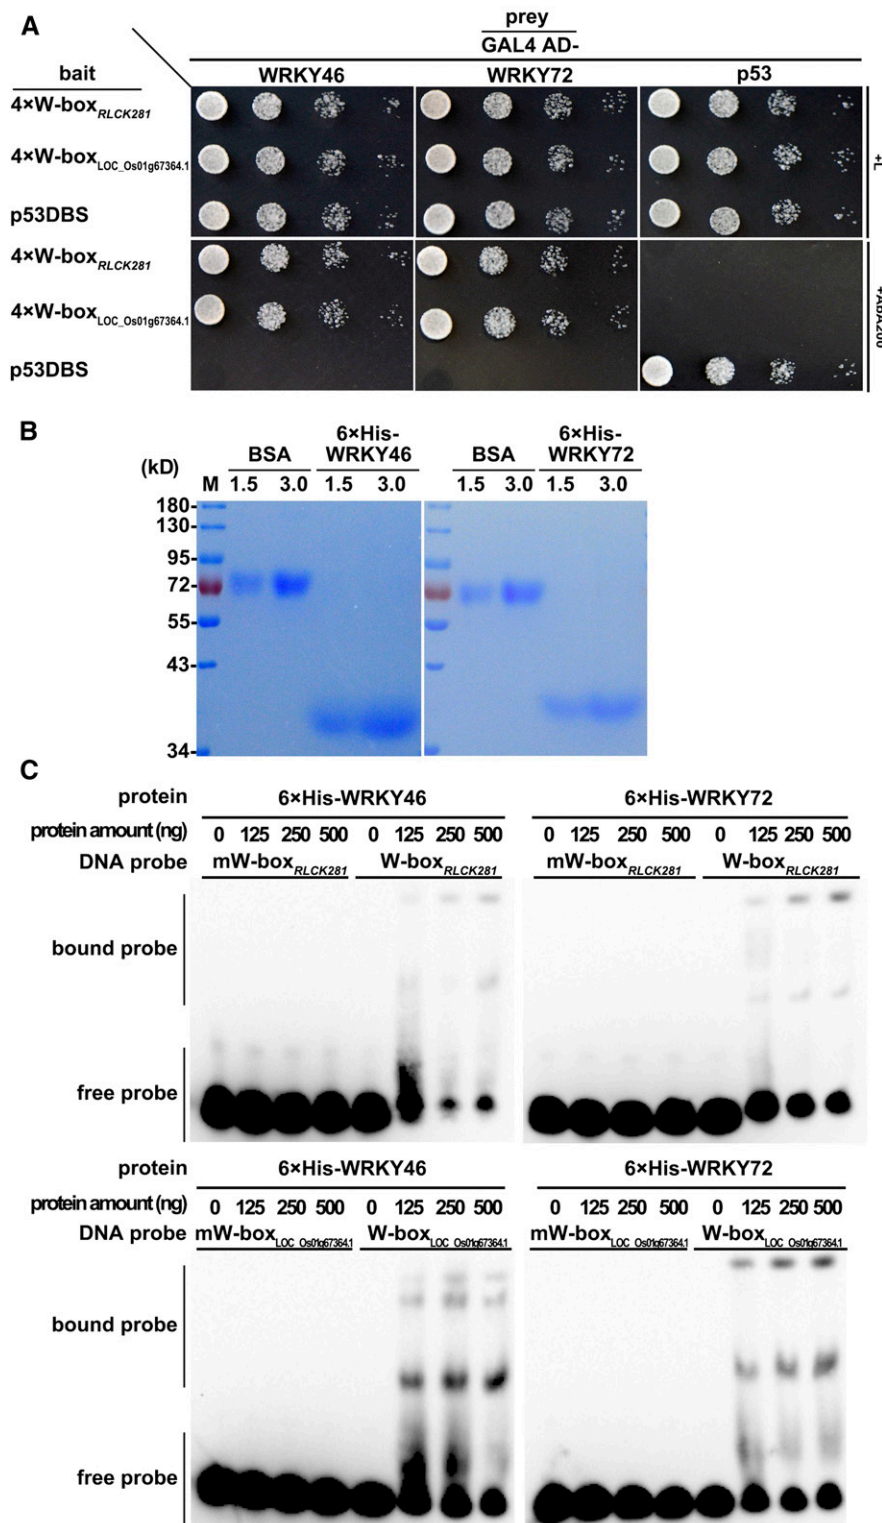 A
prey
GAL4 AD-
bait
WRKY46 WRKY72 p53
4×W-boxRLCK281
4×W-boxLOC_Os01g67364.1
p53DBS
+L
4×W-boxRLCK281
4×W-boxLOC_Os01g67364.1
p53DBS
+ABA200
B
(kD)
BSA 6×His-WRKY46 BSA 6×His-WRKY72
M 1.5 3.0 1.5 3.0 1.5 3.0 1.5 3.0
180-
130-
95-
72-
55-
43-
34-
C
protein 6×His-WRKY46 6×His-WRKY72
protein amount (ng) 0 125 250 500 0 125 250 500 0 125 250 500 0 125 250 500
DNA probe mW-boxRLCK281 W-boxRLCK281 mW-boxRLCK281 W-boxRLCK281
bound probe
free probe
protein 6×His-WRKY46 6×His-WRKY72
protein amount (ng) 0 125 250 500 0 125 250 500 0 125 250 500 0 125 250 500
DNA probe mW-boxLOC_Os01g67364.1 W-boxLOC_Os01g67364.1 mW-boxLOC_Os01g67364.1 W-boxLOC_Os01g67364.1
bound probe
free probe